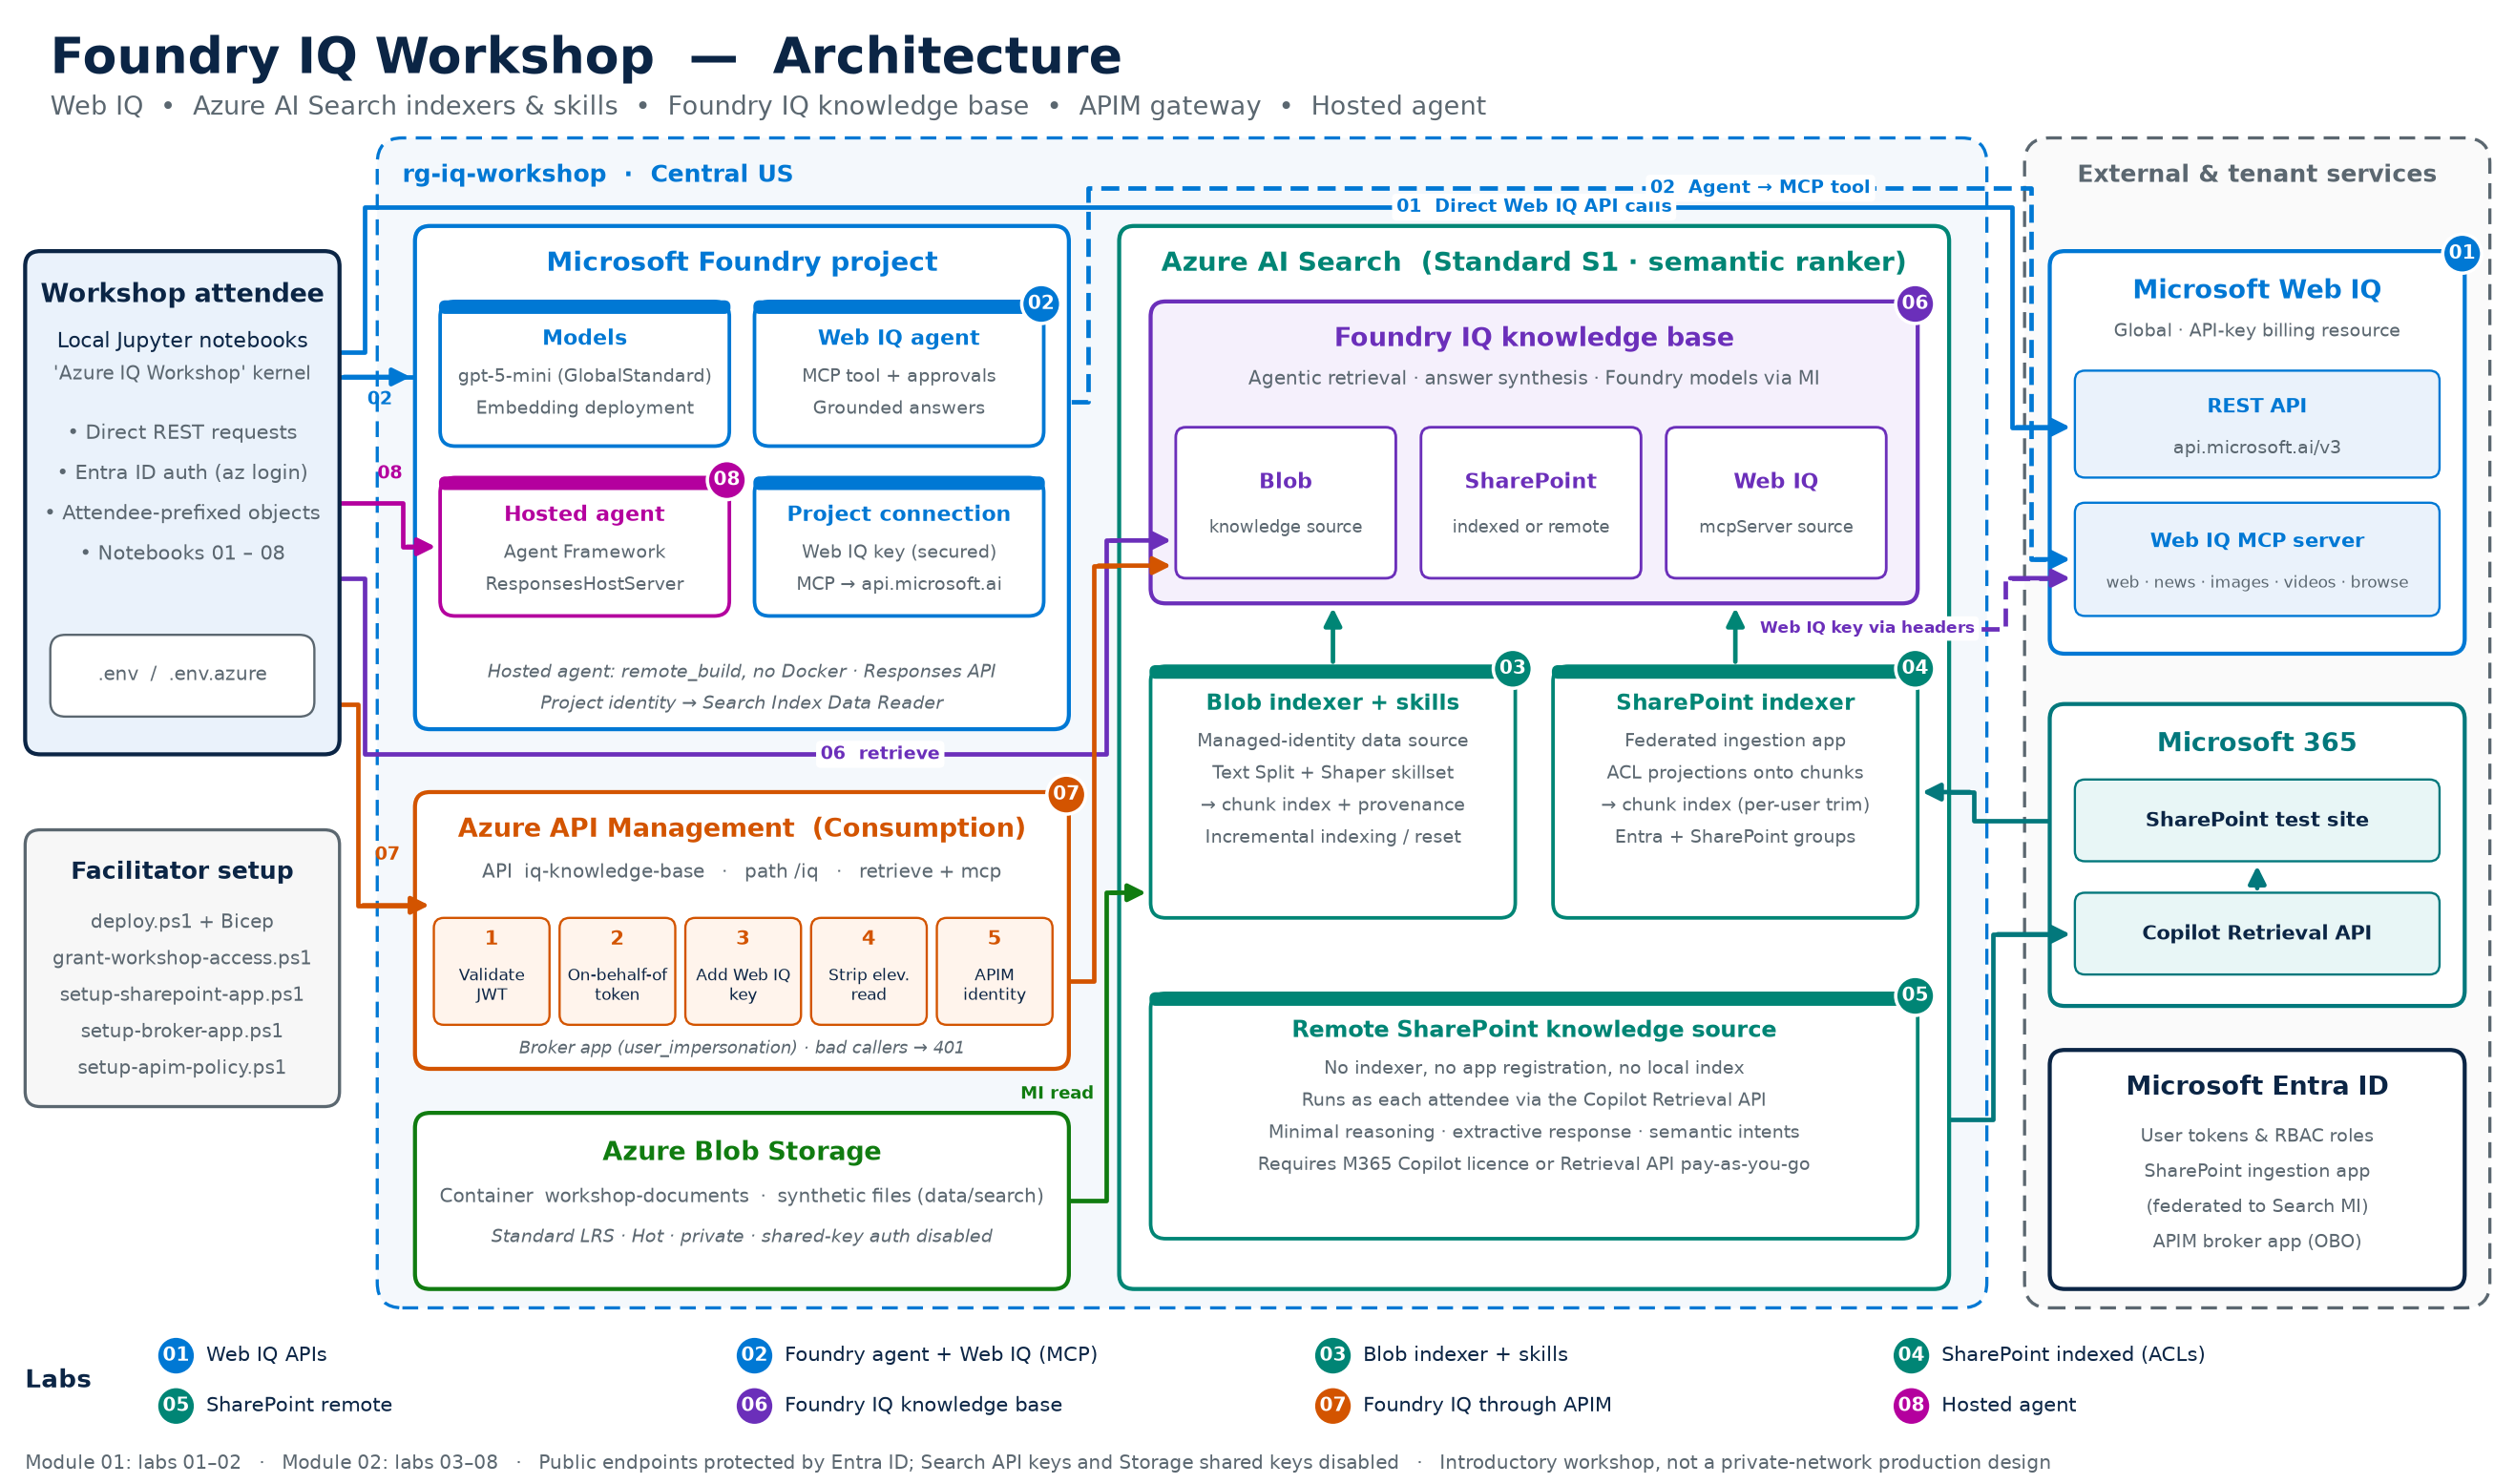 Foundry IQ Workshop — Architecture
Web IQ • Azure AI Search indexers & skills • Foundry IQ knowledge base • APIM gateway • Hosted agent
rg-iq-workshop · Central US
External & tenant services
02 Agent → MCP tool
01 Direct Web IQ API calls
Workshop attendee
Local Jupyter notebooks
'Azure IQ Workshop' kernel
• Direct REST requests
• Entra ID auth (az login)
• Attendee-prefixed objects
• Notebooks 01 – 08
.env / .env.azure
02
08
07
Facilitator setup
deploy.ps1 + Bicep
grant-workshop-access.ps1
setup-sharepoint-app.ps1
setup-broker-app.ps1
setup-apim-policy.ps1
Microsoft Foundry project
Models
gpt-5-mini (GlobalStandard)
Embedding deployment
02
Web IQ agent
MCP tool + approvals
Grounded answers
08
Hosted agent
Agent Framework
ResponsesHostServer
Project connection
Web IQ key (secured)
MCP → api.microsoft.ai
Hosted agent: remote_build, no Docker · Responses API
Project identity → Search Index Data Reader
06 retrieve
07
Azure API Management (Consumption)
API iq-knowledge-base · path /iq · retrieve + mcp
1
Validate
JWT
2
On-behalf-of
token
3
Add Web IQ
key
4
Strip elev.
read
5
APIM
identity
Broker app (user_impersonation) · bad callers → 401
MI read
Azure Blob Storage
Container workshop-documents · synthetic files (data/search)
Standard LRS · Hot · private · shared-key auth disabled
Azure AI Search (Standard S1 · semantic ranker)
06
Foundry IQ knowledge base
Agentic retrieval · answer synthesis · Foundry models via MI
Blob
knowledge source
SharePoint
indexed or remote
Web IQ
mcpServer source
Web IQ key via headers
03
Blob indexer + skills
Managed-identity data source
Text Split + Shaper skillset
→ chunk index + provenance
Incremental indexing / reset
04
SharePoint indexer
Federated ingestion app
ACL projections onto chunks
→ chunk index (per-user trim)
Entra + SharePoint groups
05
Remote SharePoint knowledge source
No indexer, no app registration, no local index
Runs as each attendee via the Copilot Retrieval API
Minimal reasoning · extractive response · semantic intents
Requires M365 Copilot licence or Retrieval API pay-as-you-go
01
Microsoft Web IQ
Global · API-key billing resource
REST API
api.microsoft.ai/v3
Web IQ MCP server
web · news · images · videos · browse
Microsoft 365
SharePoint test site
Copilot Retrieval API
Microsoft Entra ID
User tokens & RBAC roles
SharePoint ingestion app
(federated to Search MI)
APIM broker app (OBO)
Labs
01 Web IQ APIs
02 Foundry agent + Web IQ (MCP)
03 Blob indexer + skills
04 SharePoint indexed (ACLs)
05 SharePoint remote
06 Foundry IQ knowledge base
07 Foundry IQ through APIM
08 Hosted agent
Module 01: labs 01–02 · Module 02: labs 03–08 · Public endpoints protected by Entra ID; Search API keys and Storage shared keys disabled · Introductory workshop, not a private-network production design